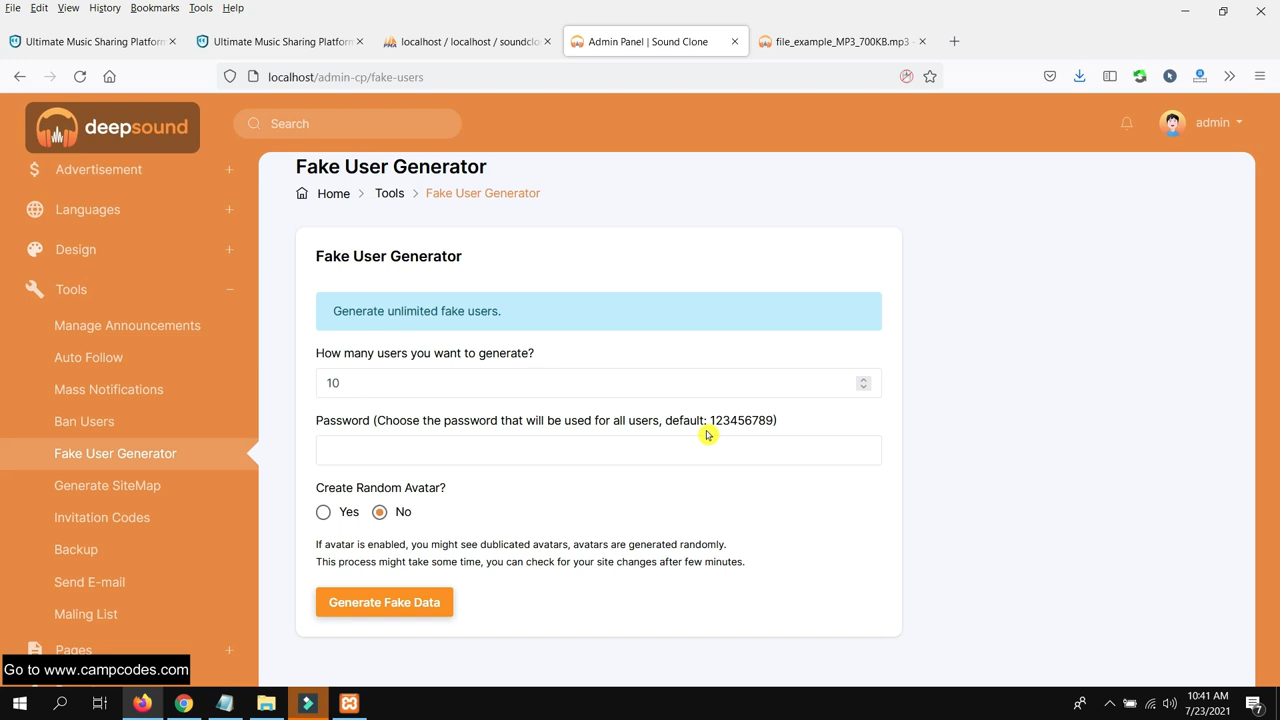 File Edit View History Bookmarks Tools Help
Ultimate Music Sharing Platform
Ultimate Music Sharing Platform
localhost / localhost / soundclo
Admin Panel | Sound Clone
file_example_MP3_700KB.mp3
localhost/admin-cp/fake-users
deepsound
Search
admin
Advertisement
Languages
Design
Tools
Manage Announcements
Auto Follow
Mass Notifications
Ban Users
Fake User Generator
Generate SiteMap
Invitation Codes
Backup
Send E-mail
Maling List
Pages
Fake User Generator
Home > Tools > Fake User Generator
Fake User Generator
Generate unlimited fake users.
How many users you want to generate?
10
Password (Choose the password that will be used for all users, default: 123456789)
Create Random Avatar?
Yes No
If avatar is enabled, you might see dublicated avatars, avatars are generated randomly.
This process might take some time, you can check for your site changes after few minutes.
Generate Fake Data
Go to www.campcodes.com
10:41 AM
7/23/2021
7